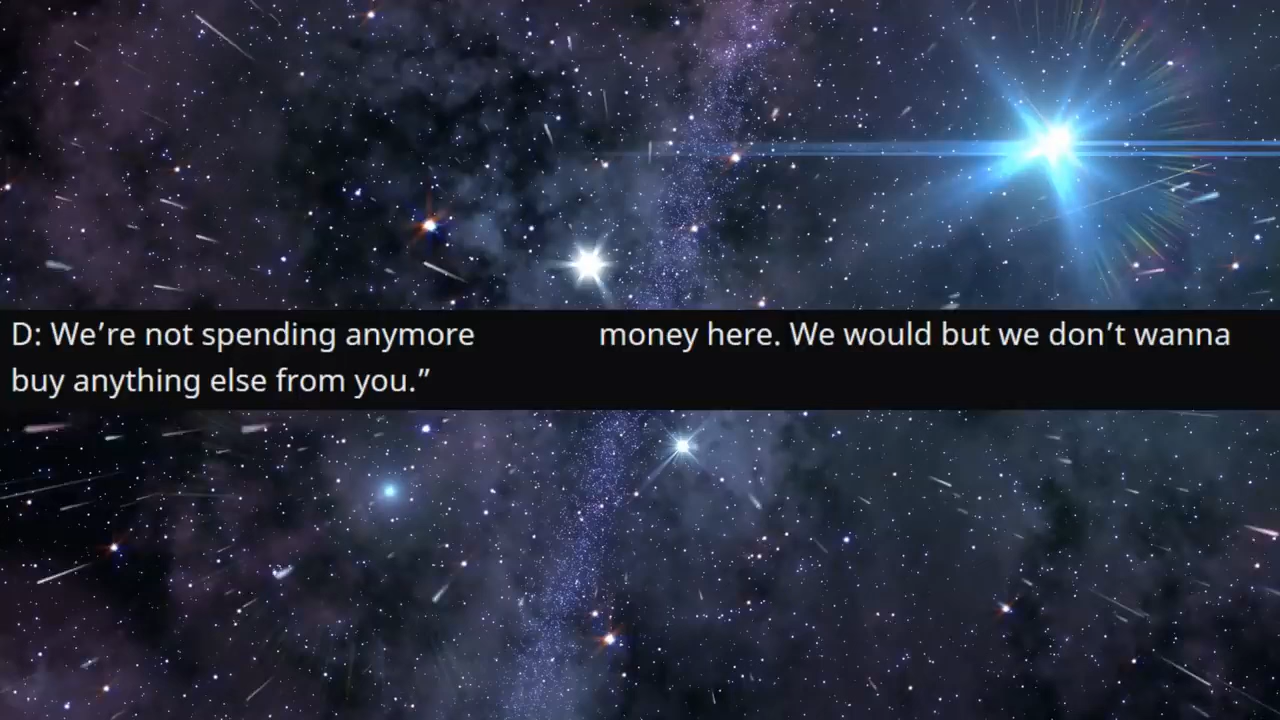 D: We’re not spending anymore money here. We would but we don’t wanna
buy anything else from you.”